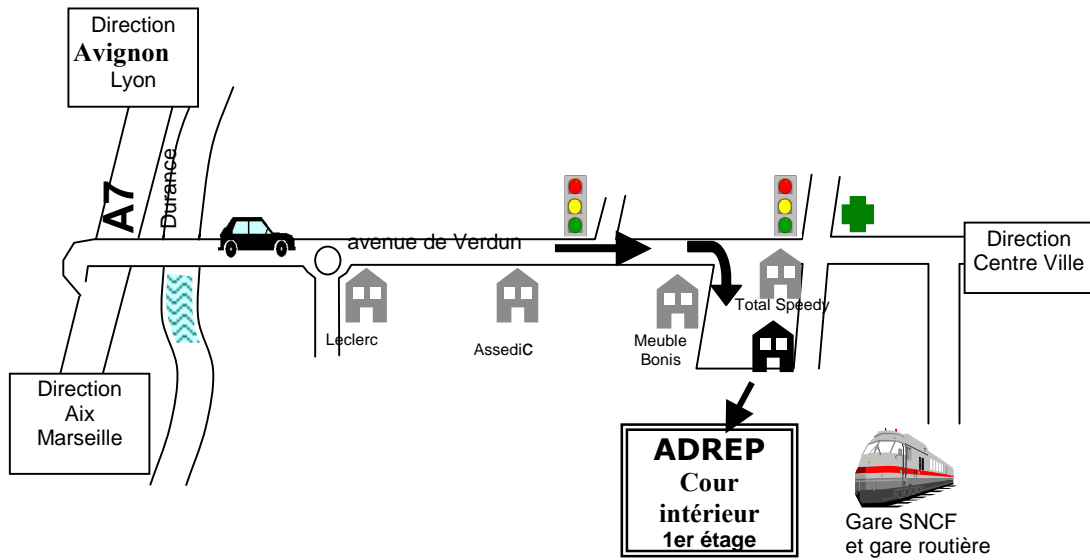 Direction
Avignon
Lyon
A7
Durance
avenue de Verdun
Direction
Centre Ville
Leclerc
AssediC
Meuble
Bonis
Total Speedy
Direction
Aix
Marseille
ADREP
Cour
intérieur
1er étage
Gare SNCF
et gare routière